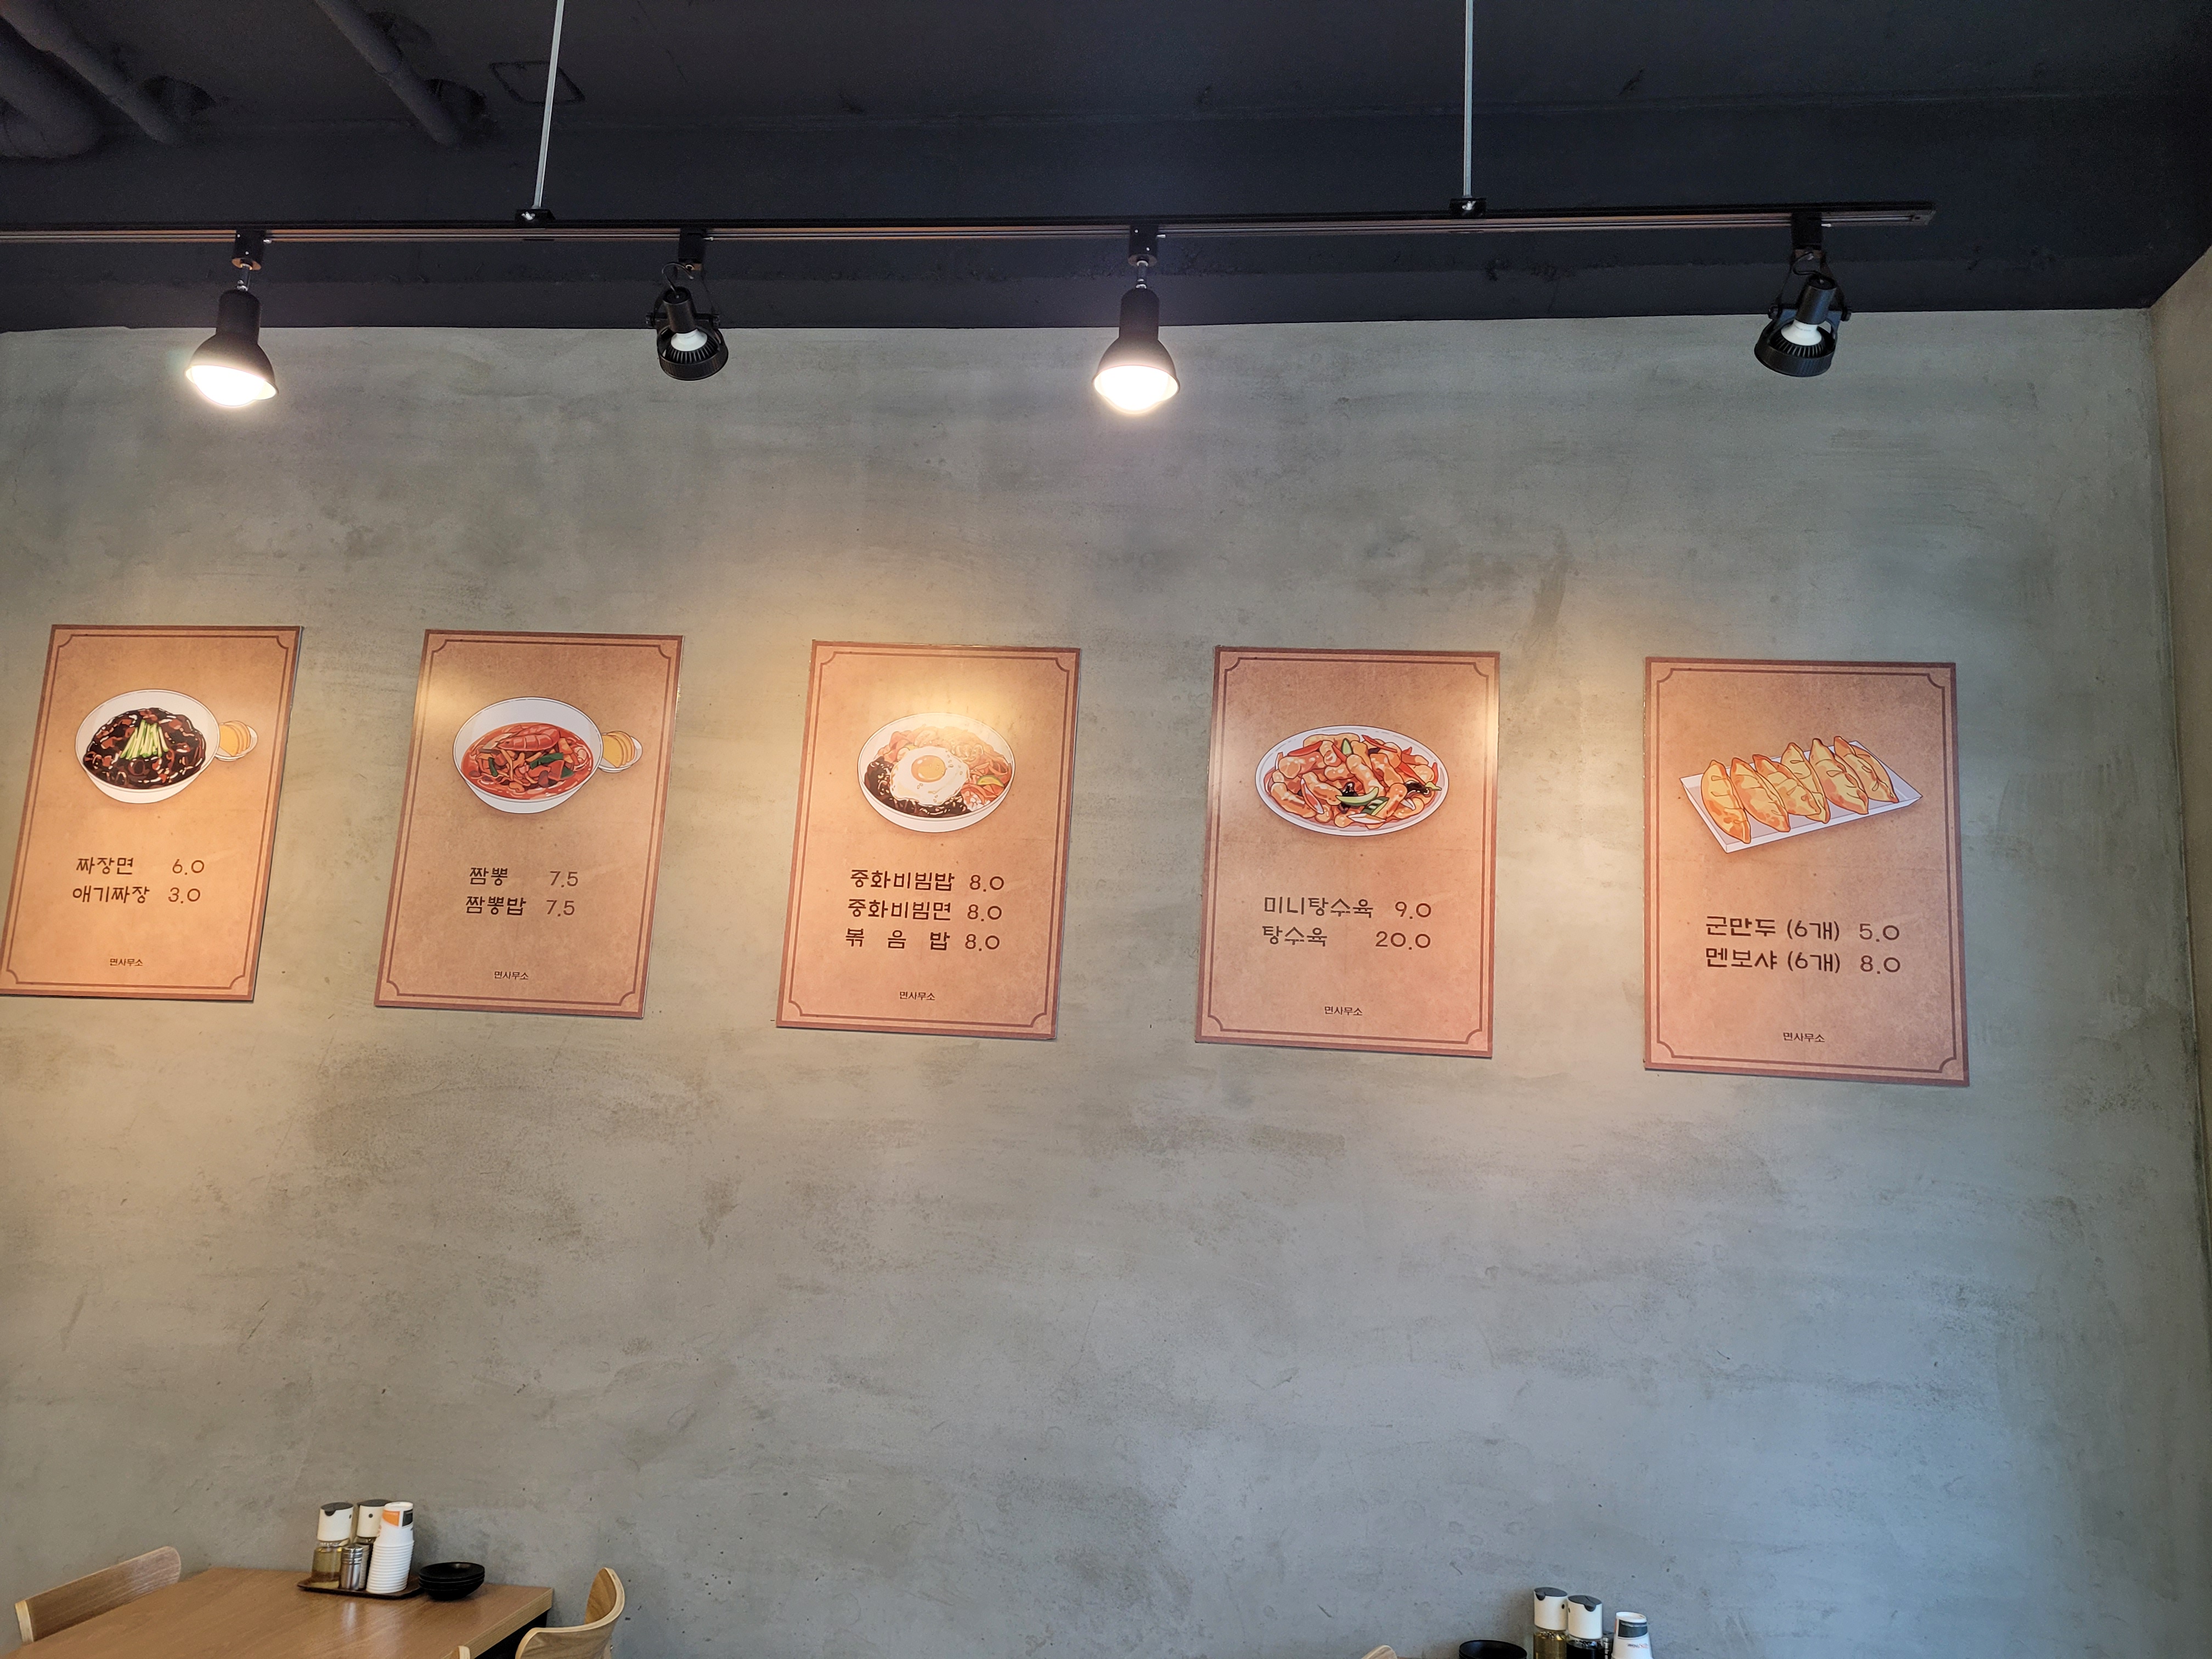 짜장면 6.0
애기짜장 3.0
면사무소
짬뽕 7.5
짬뽕밥 7.5
면사무소
중화비빔밥 8.0
중화비빔면 8.0
볶 음 밥 8.0
면사무소
미니탕수육 9.0
탕수육 20.0
면사무소
군만두 (6개) 5.0
멘보샤 (6개) 8.0
면사무소